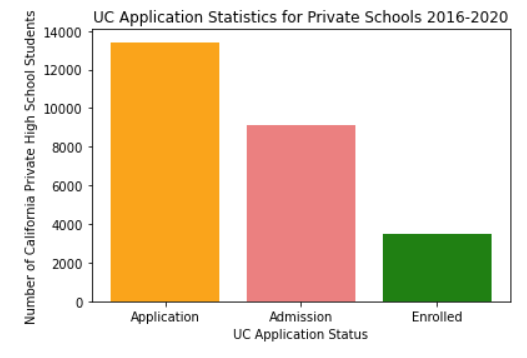 UC Application Statistics for Private Schools 2016-2020
Number of California Private High School Students
14000
12000
10000
8000
6000
4000
2000
0
Application Admission Enrolled
UC Application Status